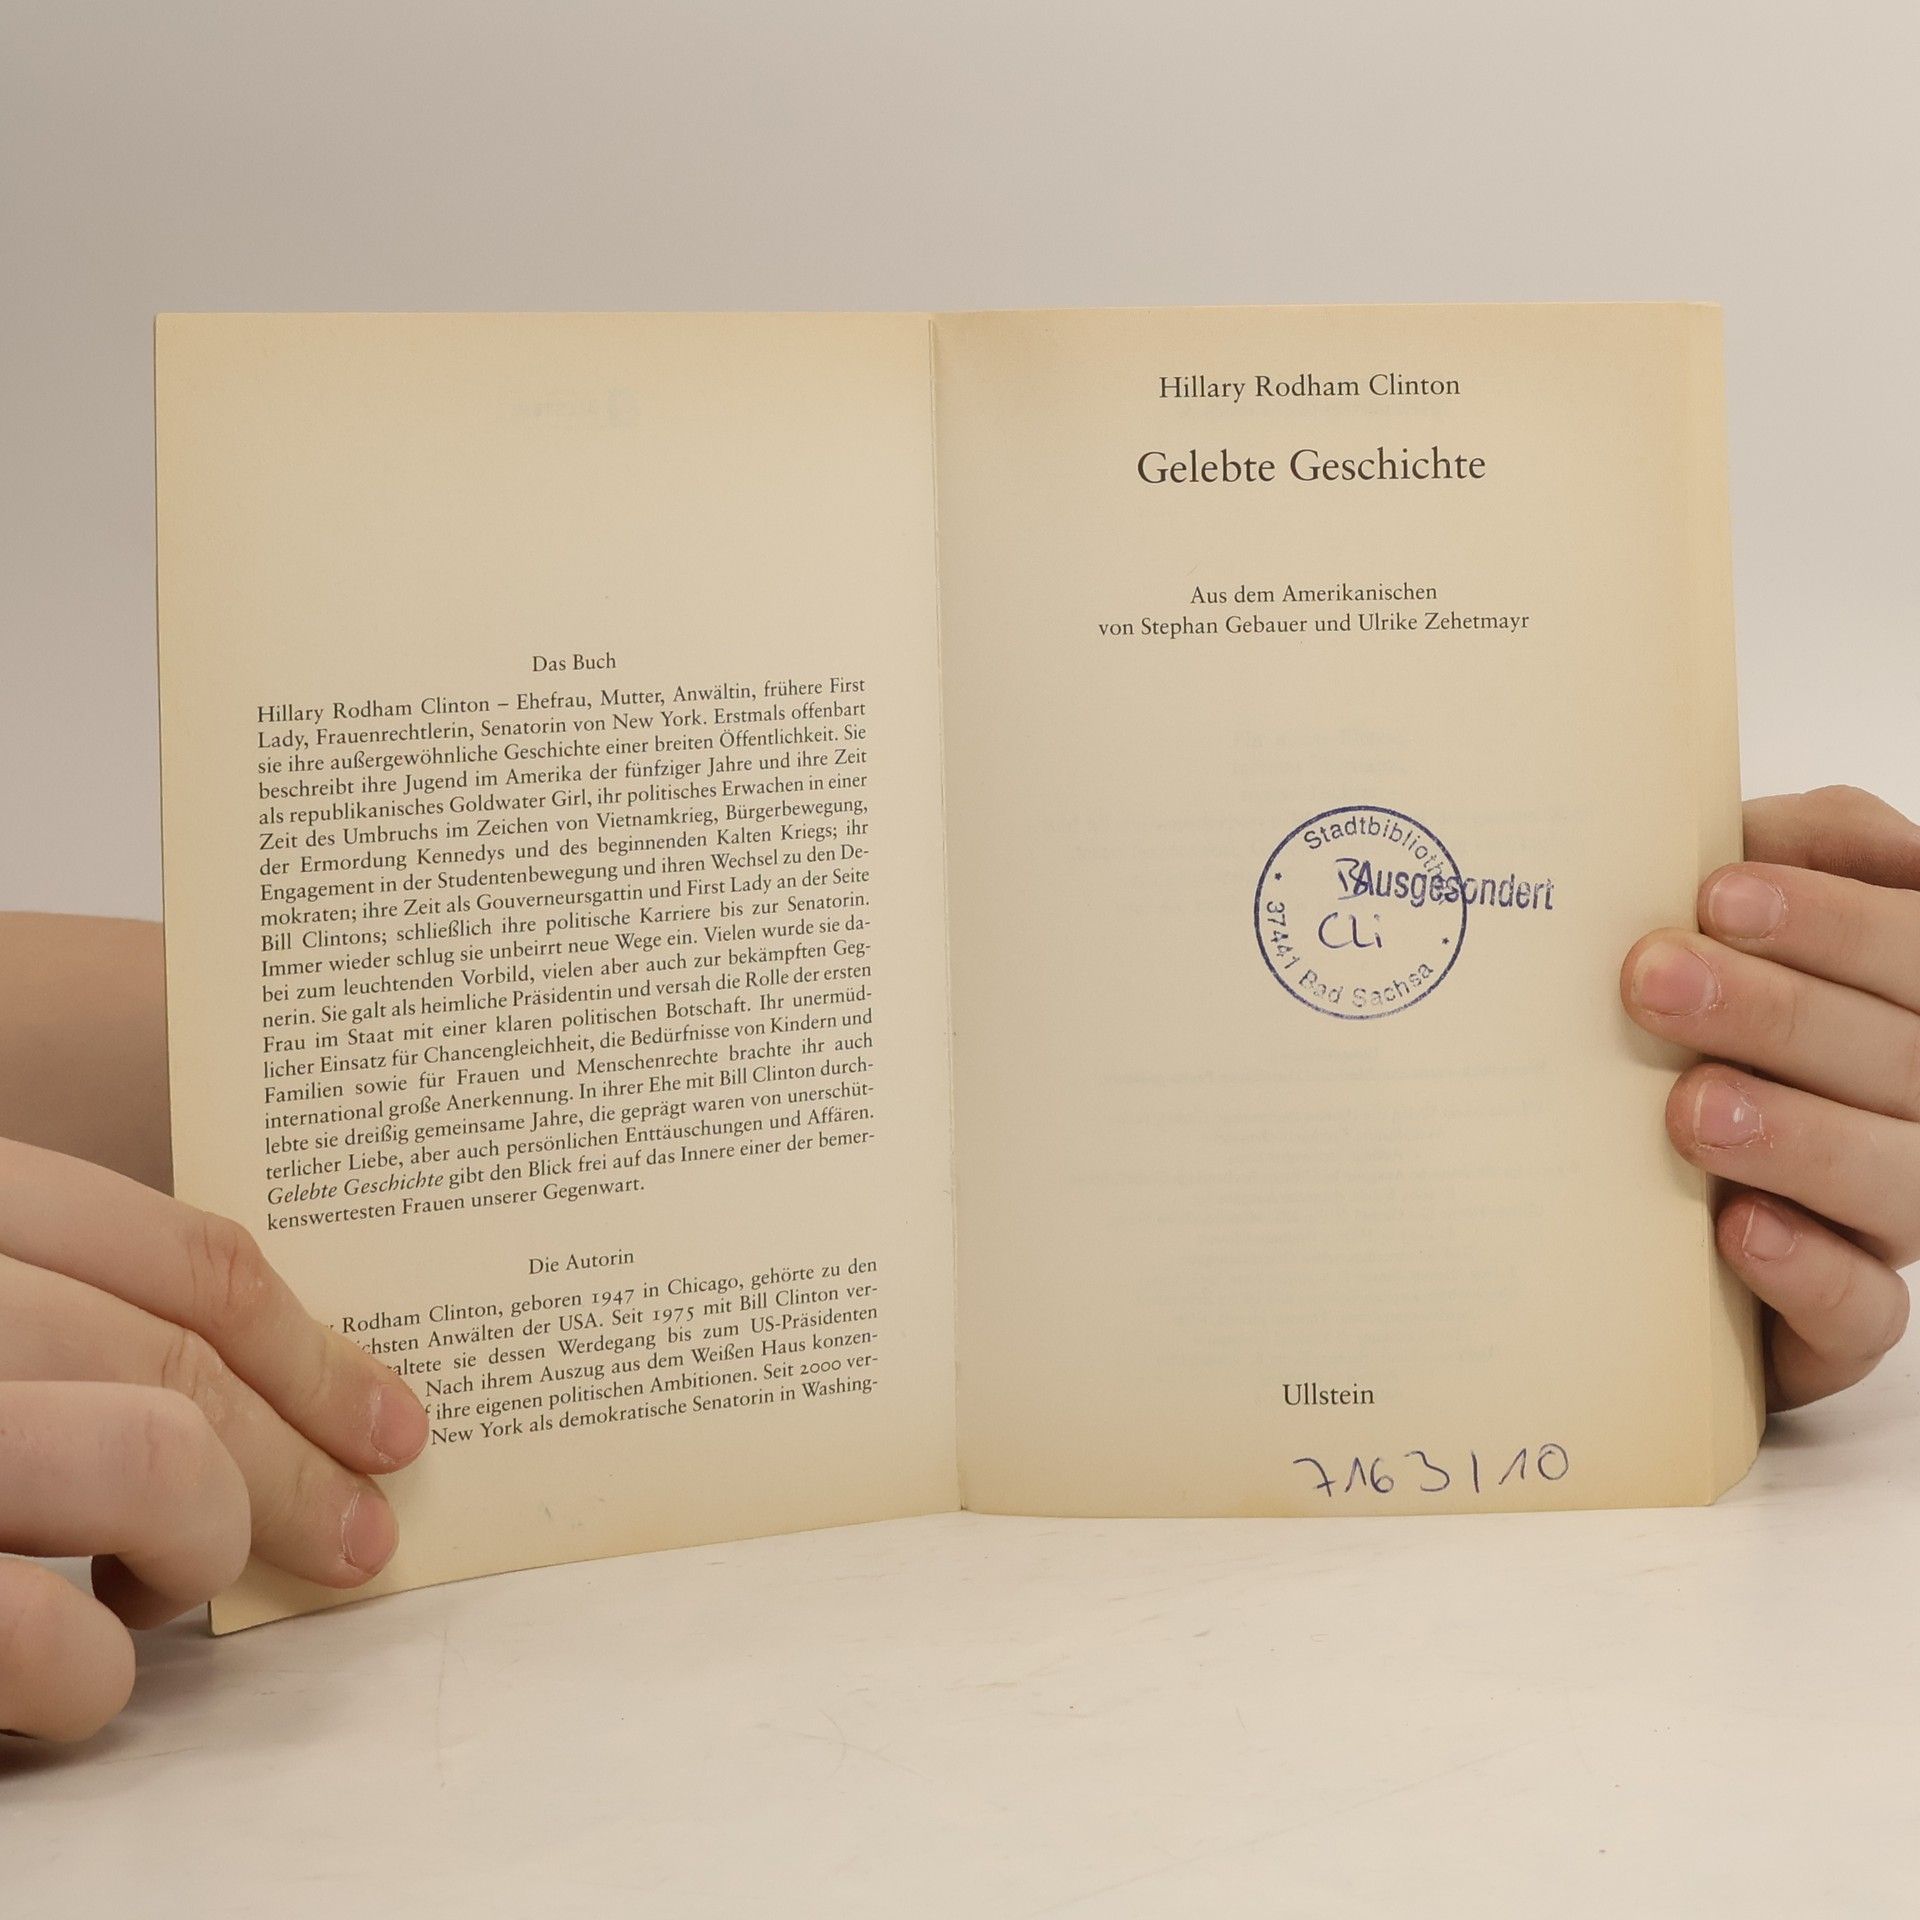 Das Buch
Hillary Rodham Clinton – Ehefrau, Mutter, Anwältin, frühere First
Lady, Frauenrechtlerin, Senatorin von New York. Erstmals offenbart
sie ihre außergewöhnliche Geschichte einer breiten Öffentlichkeit. Sie
beschreibt ihre Jugend im Amerika der fünfziger Jahre und ihre Zeit
als republikanisches Goldwater Girl, ihr politisches Erwachen in einer
Zeit des Umbruchs im Zeichen von Vietnamkrieg, Bürgerbewegung,
der Ermordung Kennedys und des beginnenden Kalten Kriegs; ihr
Engagement in der Studentenbewegung und ihren Wechsel zu den De-
mokraten; ihre Zeit als Gouverneursgattin und First Lady an der Seite
Bill Clintons; schließlich ihre politische Karriere bis zur Senatorin.
Immer wieder schlug sie unbeirrt neue Wege ein. Vielen wurde sie da-
bei zum leuchtenden Vorbild, vielen aber auch zur bekämpften Geg-
nerin. Sie galt als heimliche Präsidentin und versah die Rolle der ersten
Frau im Staat mit einer klaren politischen Botschaft. Ihr unermüd-
licher Einsatz für Chancengleichheit, die Bedürfnisse von Kindern und
Familien sowie für Frauen und Menschenrechte brachte ihr auch
international große Anerkennung. In ihrer Ehe mit Bill Clinton durch-
lebte sie dreißig gemeinsame Jahre, die geprägt waren von unerschüt-
terlicher Liebe, aber auch persönlichen Enttäuschungen und Affären.
Gelebte Geschichte gibt den Blick frei auf das Innere einer der bemer-
kenswertesten Frauen unserer Gegenwart.
Die Autorin
Rodham Clinton, geboren 1947 in Chicago, gehörte zu den
ichsten Anwälten der USA. Seit 1975 mit Bill Clinton ver-
altete sie dessen Werdegang bis zum US-Präsidenten
Nach ihrem Auszug aus dem Weißen Haus konzen-
ihre eigenen politischen Ambitionen. Seit 2000 ver-
New York als demokratische Senatorin in Washing-
Hillary Rodham Clinton
Gelebte Geschichte
Aus dem Amerikanischen
von Stephan Gebauer und Ulrike Zehetmayr
Stadtbibliothek
Ausgesondert
CLi
* 37441 Bad Sachsa *
Ullstein
7163/10